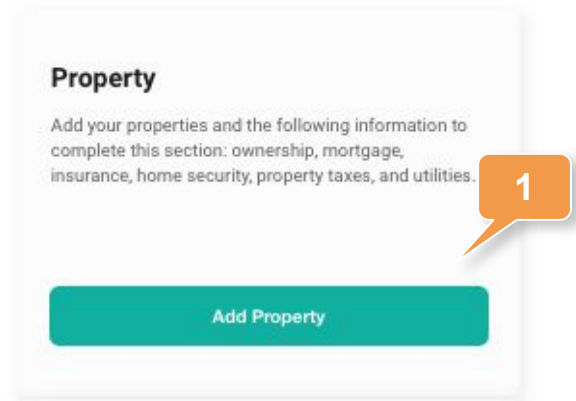 Property
Add your properties and the following information to
complete this section: ownership, mortgage,
insurance, home security, property taxes, and utilities.
1
Add Property